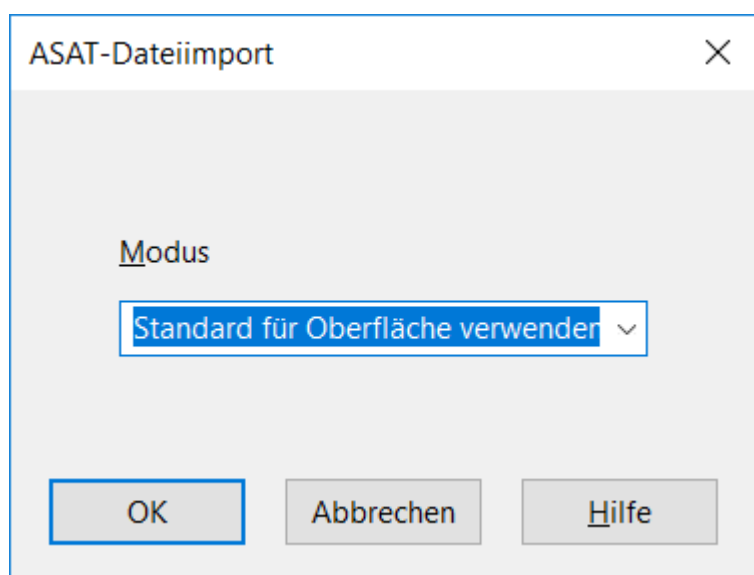 ASAT-Dateiimport
Modus
Standard für Oberfläche verwenden
OK
Abbrechen
Hilfe